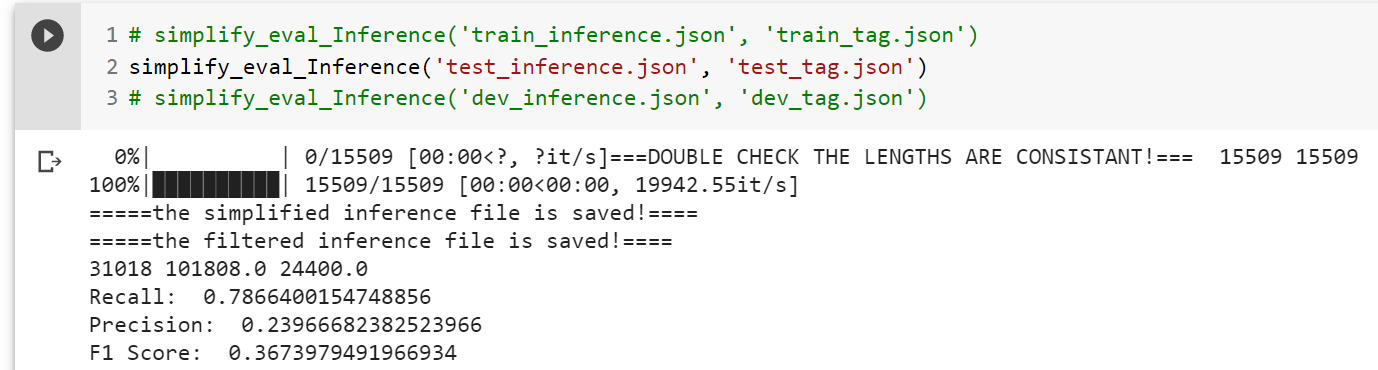 1 # simplify_eval_Inference('train_inference.json', 'train_tag.json')
2 simplify_eval_Inference('test_inference.json', 'test_tag.json')
3 # simplify_eval_Inference('dev_inference.json', 'dev_tag.json')
0%|          | 0/15509 [00:00<?, ?it/s]===DOUBLE CHECK THE LENGTHS ARE CONSISTANT!===  15509 15509
100%|██████████| 15509/15509 [00:00<00:00, 19942.55it/s]
=====the simplified inference file is saved!====
=====the filtered inference file is saved!====
31018 101808.0 24400.0
Recall:  0.7866400154748856
Precision:  0.23966682382523966
F1 Score:  0.3673979491966934